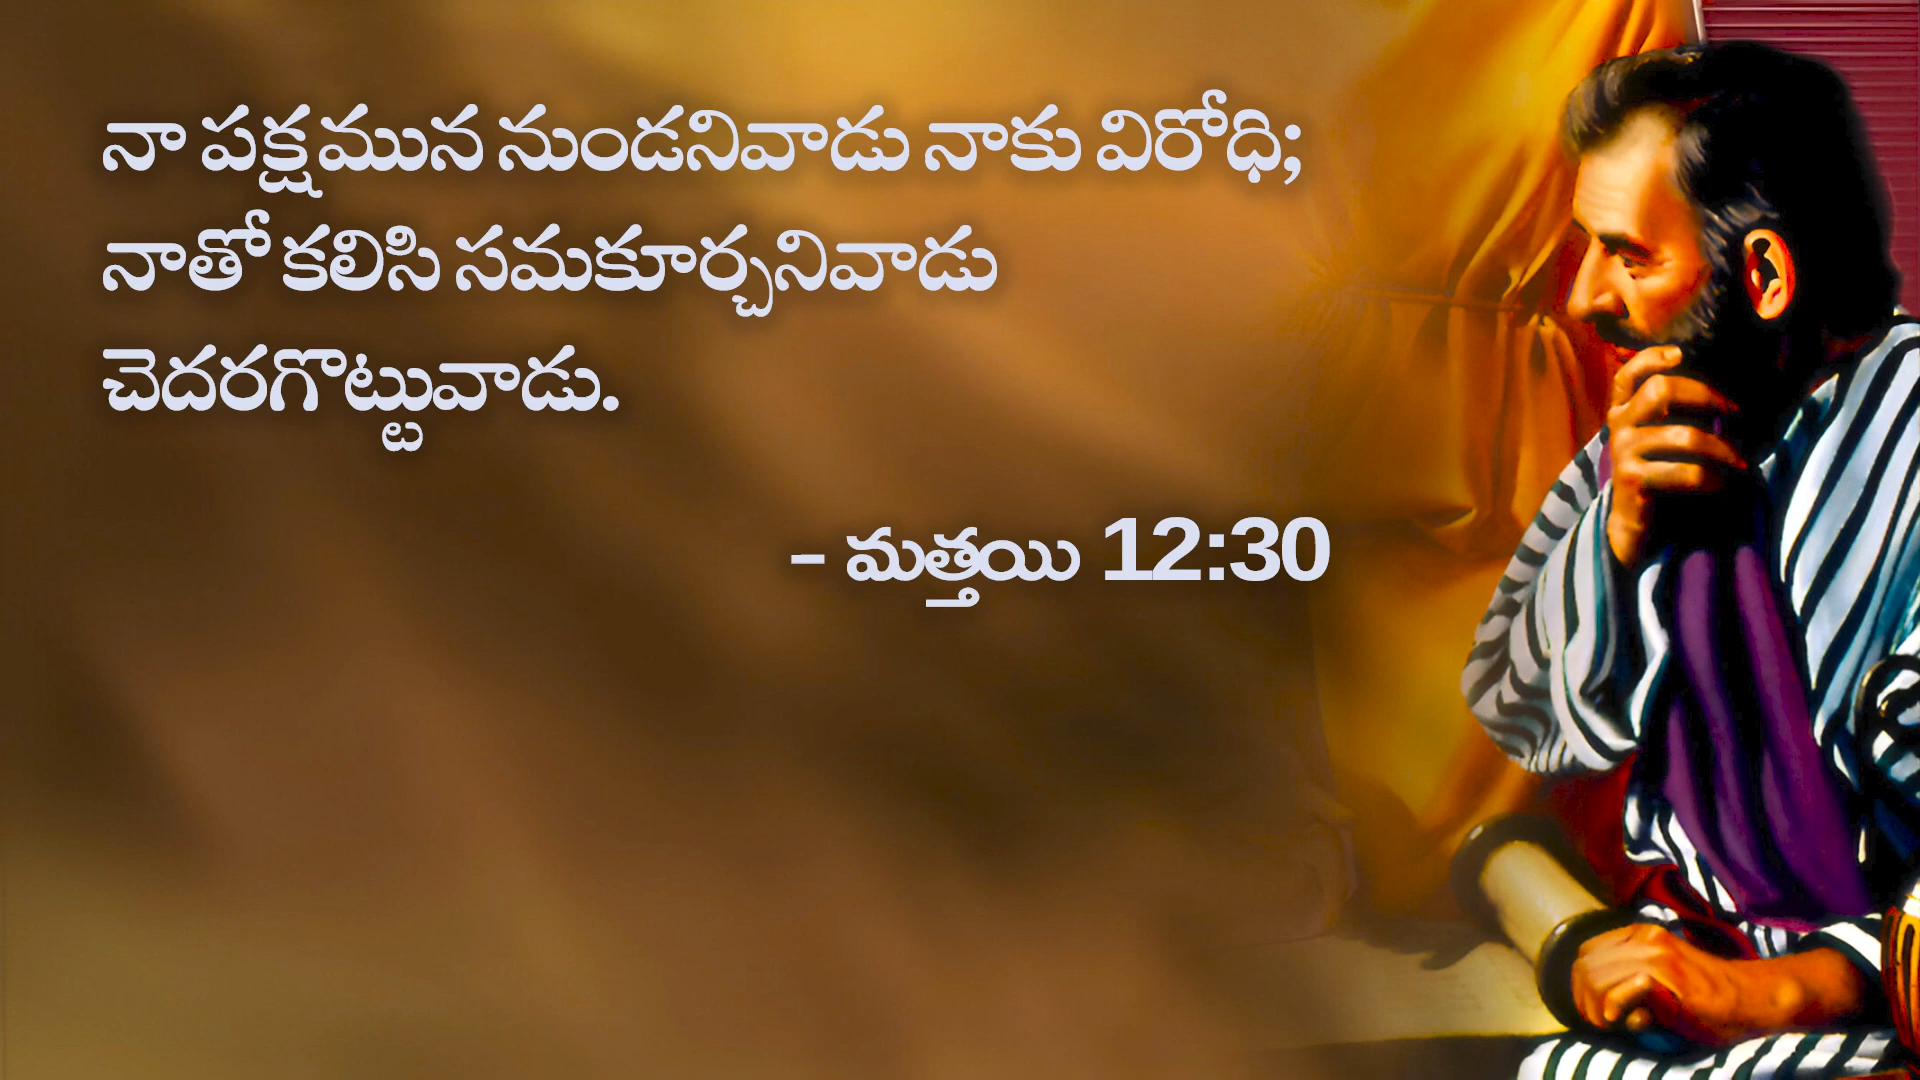 నా పక్షమున నుండనివాడు నాకు విరోధి;
నాతో కలిసి సమకూర్చనివాడు
చెదరగొట్టువాడు.
– మత్తయి 12:30